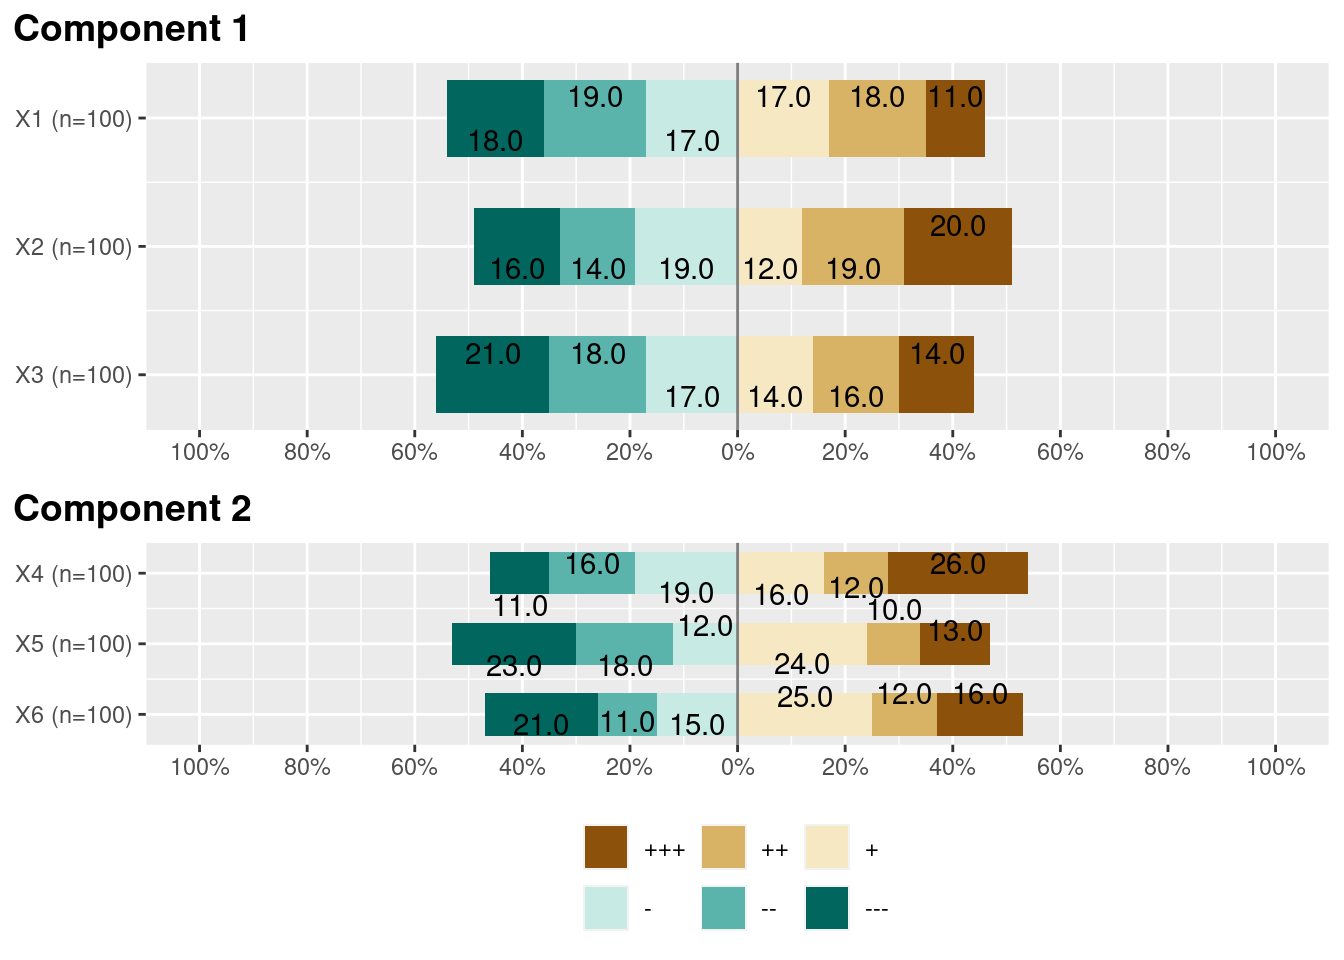 Component 1
19.0 17.0 18.0 11.0
X1 (n=100)
18.0 17.0
20.0
X2 (n=100)
16.0 14.0 19.0 12.0 19.0
21.0 18.0 14.0
X3 (n=100)
17.0 14.0 16.0
100% 80% 60% 40% 20% 0% 20% 40% 60% 80% 100%
Component 2
16.0 26.0
X4 (n=100)
19.0 16.0 12.0
11.0 10.0
12.0 13.0
X5 (n=100)
23.0 18.0 24.0
25.0 12.0 16.0
X6 (n=100)
21.0 11.0 15.0
100% 80% 60% 40% 20% 0% 20% 40% 60% 80% 100%
+++ ++ +
- -- ---